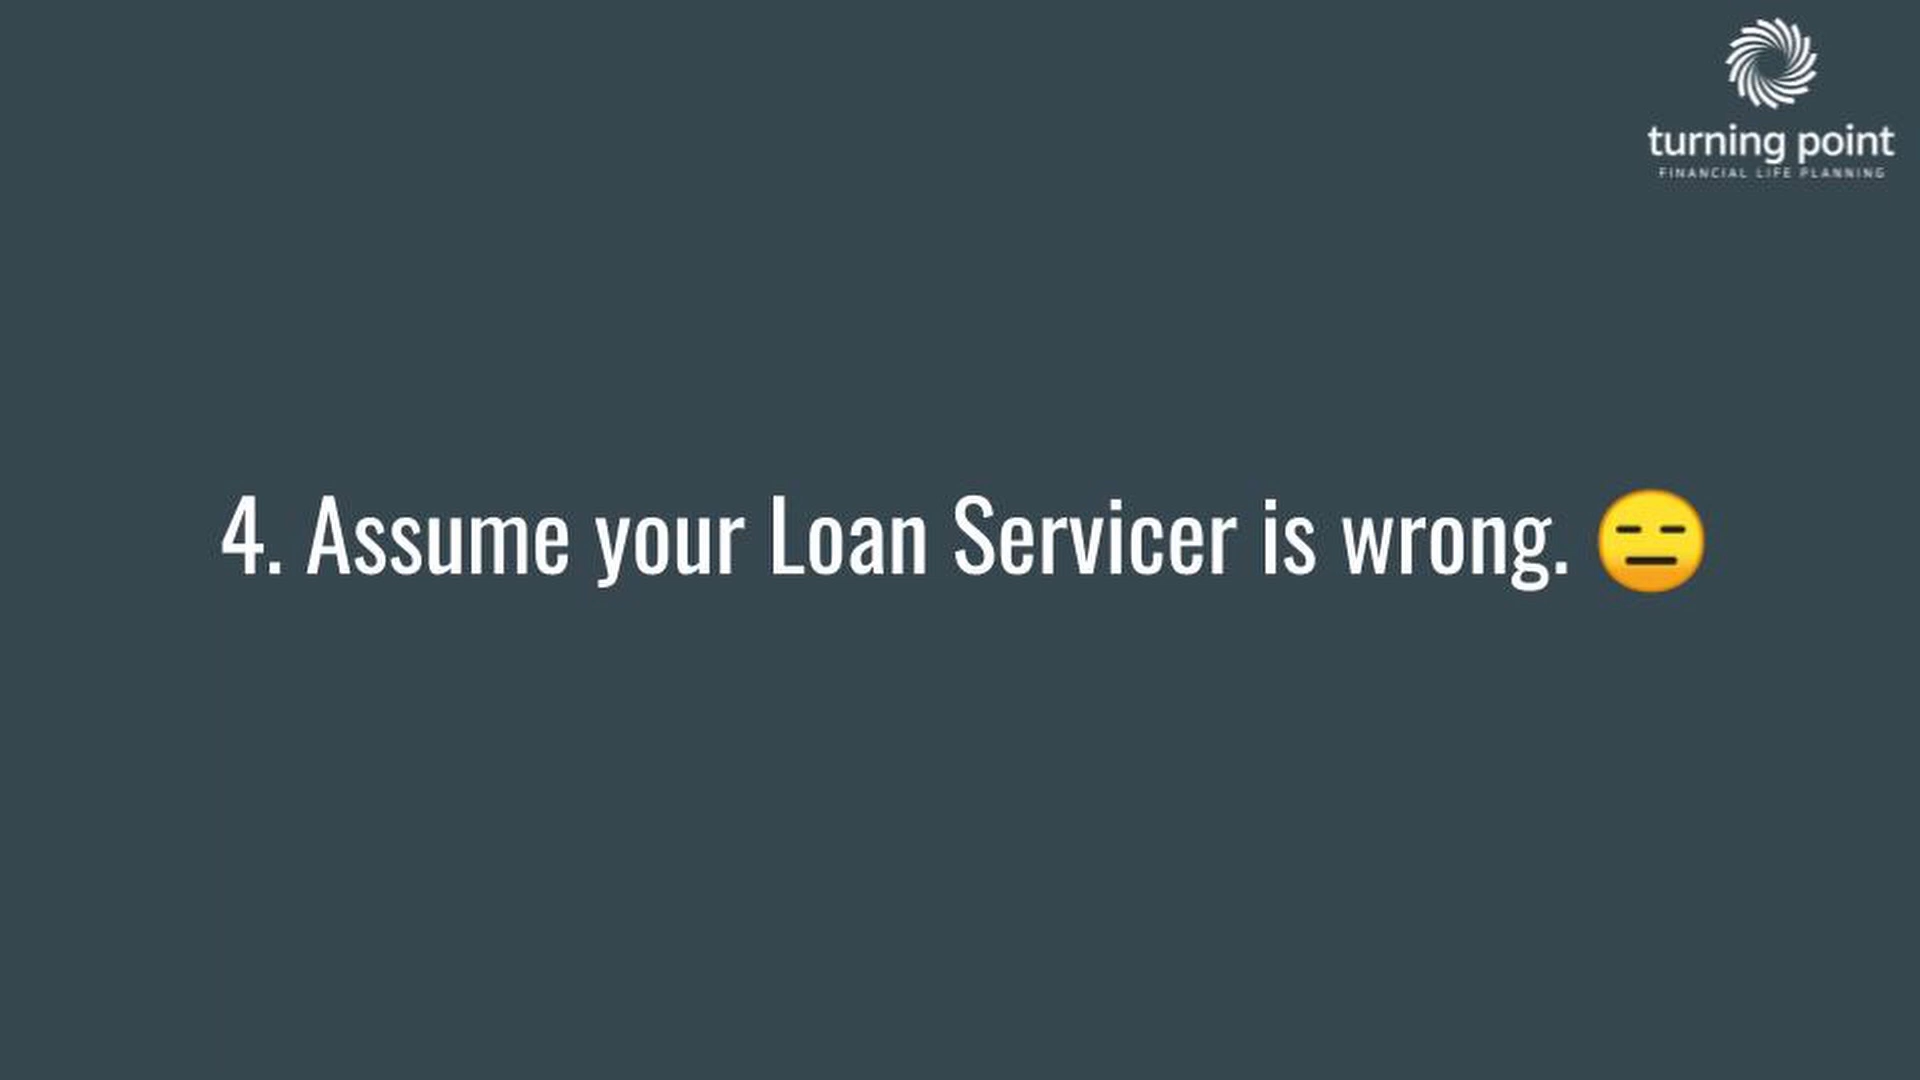 turning point
FINANCIAL LIFE PLANNING
4. Assume your Loan Servicer is wrong. 😑